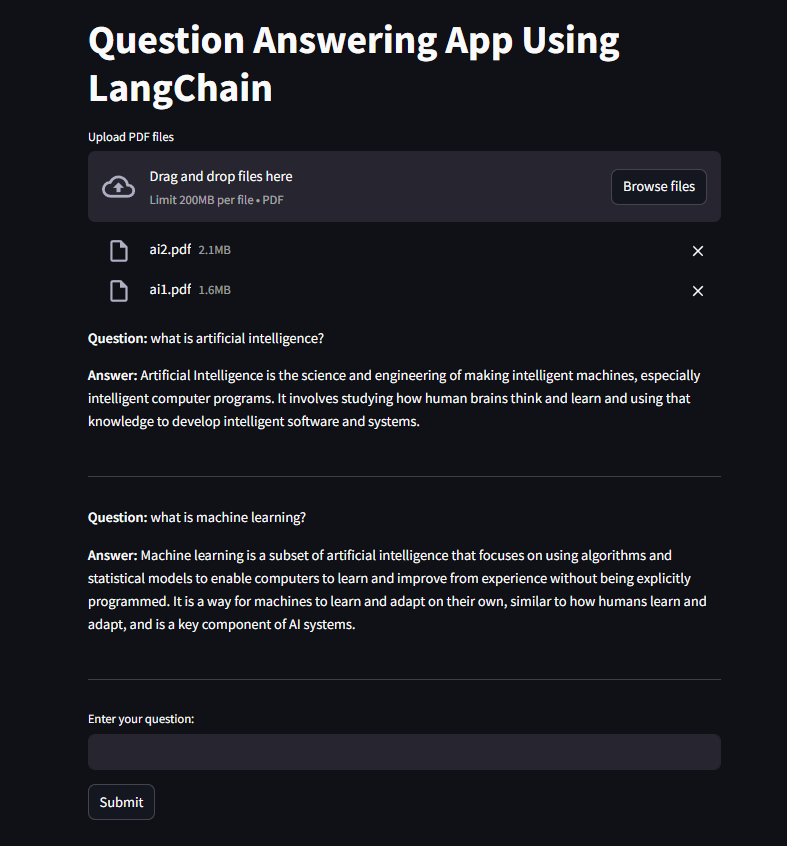 Question Answering App Using
LangChain
Upload PDF files
Drag and drop files here
Limit 200MB per file • PDF
Browse files
ai2.pdf 2.1MB
ai1.pdf 1.6MB
Question: what is artificial intelligence?
Answer: Artificial Intelligence is the science and engineering of making intelligent machines, especially
intelligent computer programs. It involves studying how human brains think and learn and using that
knowledge to develop intelligent software and systems.
Question: what is machine learning?
Answer: Machine learning is a subset of artificial intelligence that focuses on using algorithms and
statistical models to enable computers to learn and improve from experience without being explicitly
programmed. It is a way for machines to learn and adapt on their own, similar to how humans learn and
adapt, and is a key component of AI systems.
Enter your question:
Submit